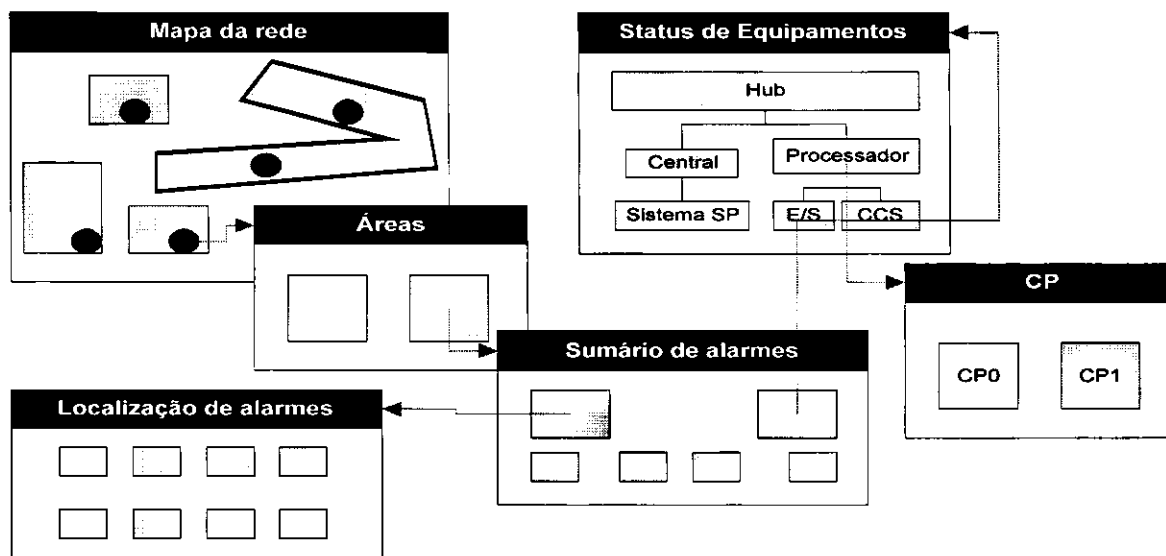 Mapa da rede
Status de Equipamentos
Hub
Central
Processador
Sistema SP
E/S
CCS
Áreas
CP
CP0
CP1
Sumário de alarmes
Localização de alarmes